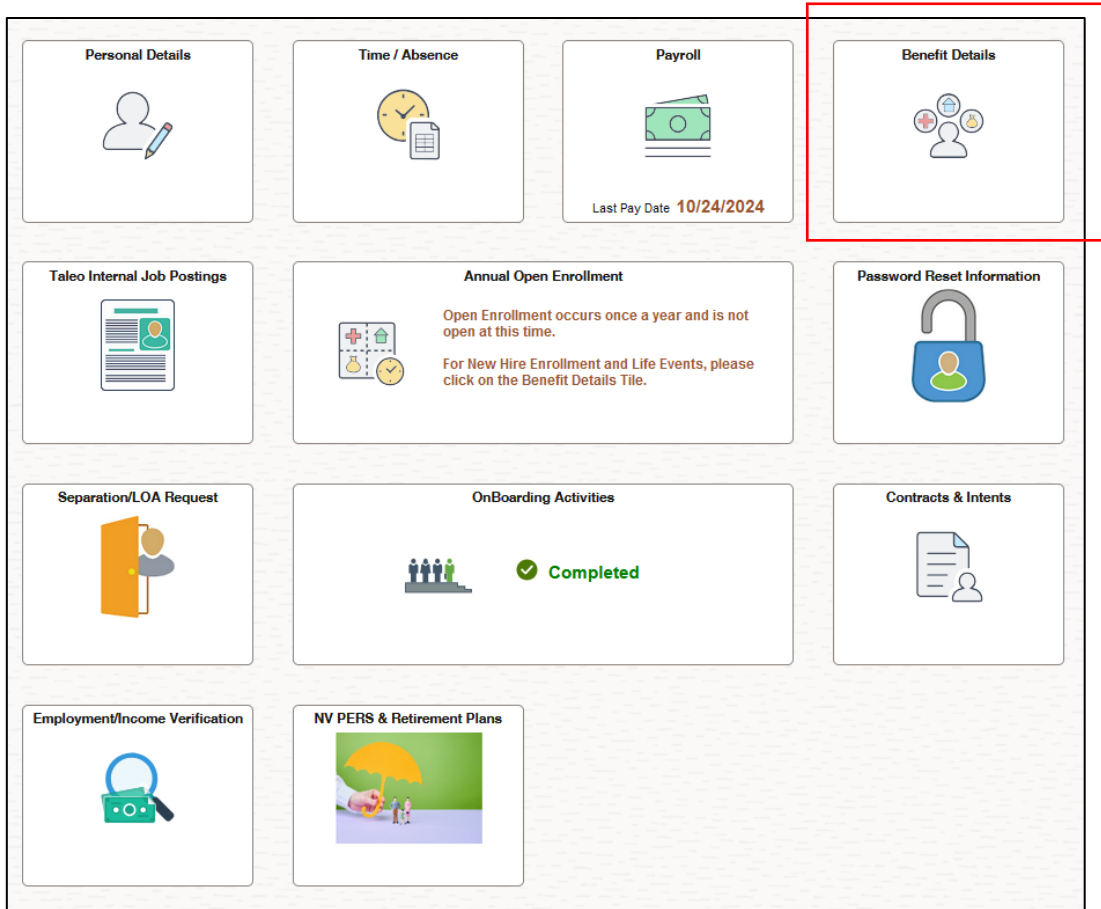 Personal Details
Time / Absence
Payroll
Last Pay Date 10/24/2024
Benefit Details
Taleo Internal Job Postings
Annual Open Enrollment
Open Enrollment occurs once a year and is not
open at this time.
For New Hire Enrollment and Life Events, please
click on the Benefit Details Tile.
Password Reset Information
Separation/LOA Request
OnBoarding Activities
Completed
Contracts & Intents
Employment/Income Verification
NV PERS & Retirement Plans